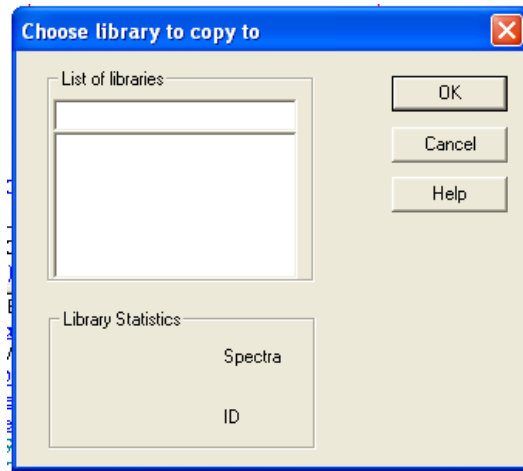 Choose library to copy to
List of libraries
OK
Cancel
Help
Library Statistics
Spectra
ID